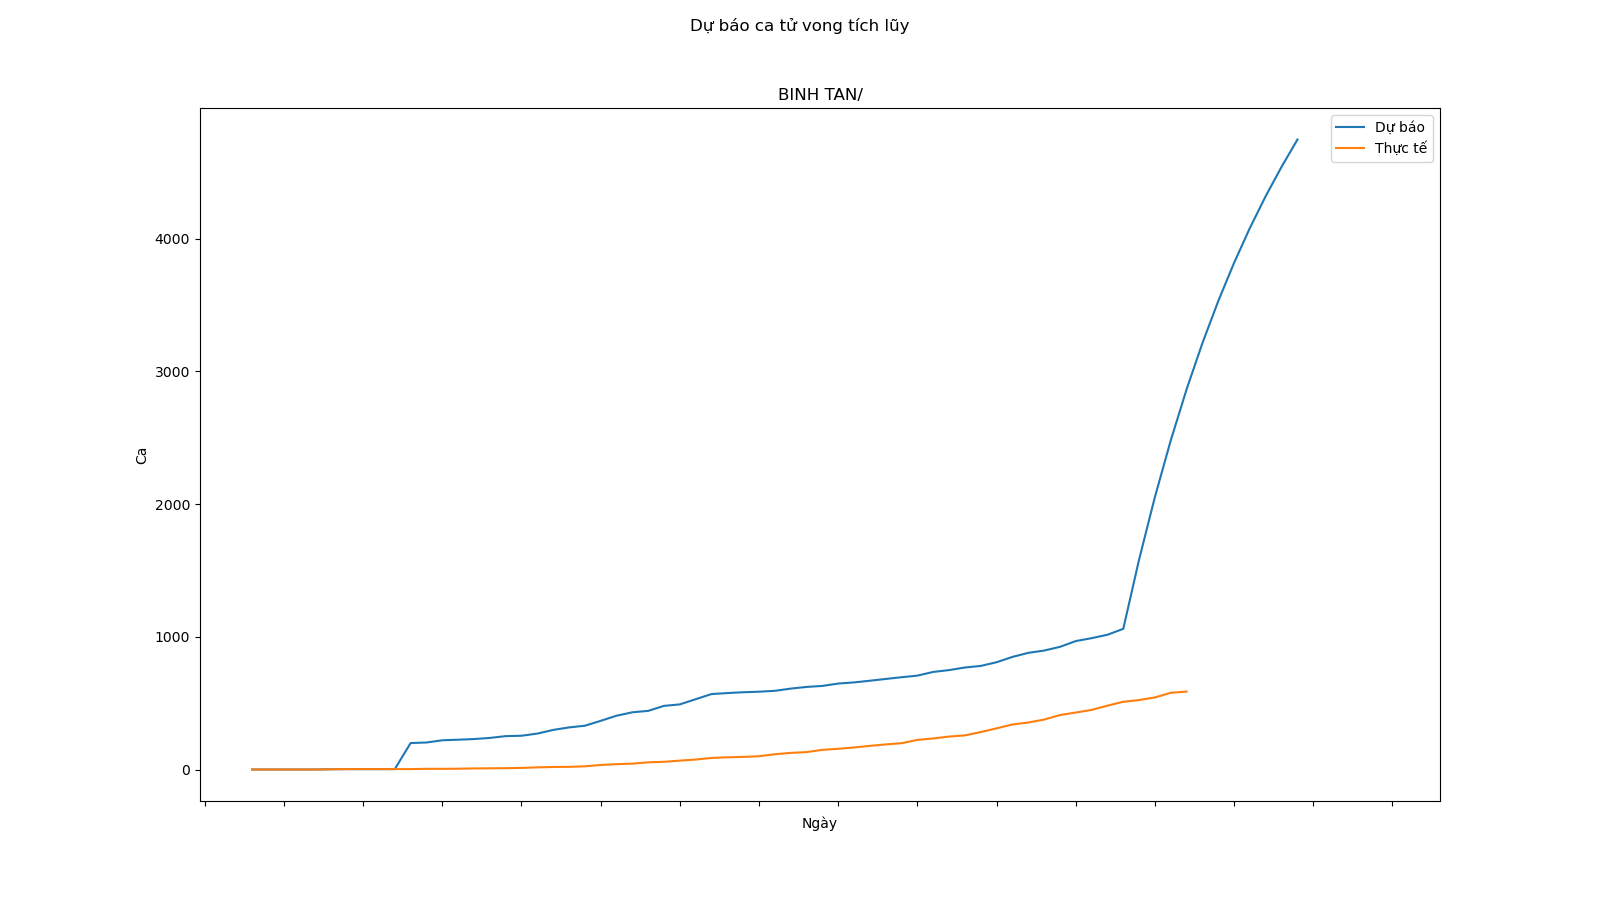 Dự báo ca tử vong tích lũy
BINH TAN/
Dự báo
Thực tế
4000
3000
2000
1000
0
Ca
Ngày